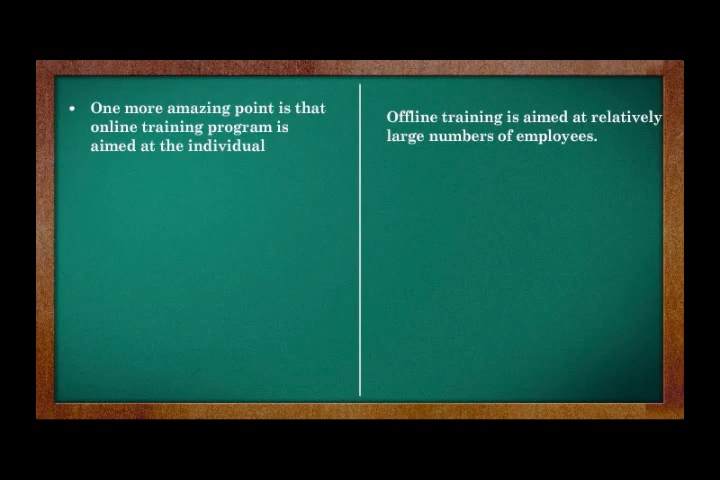 • One more amazing point is that
online training program is
aimed at the individual
Offline training is aimed at relatively
large numbers of employees.